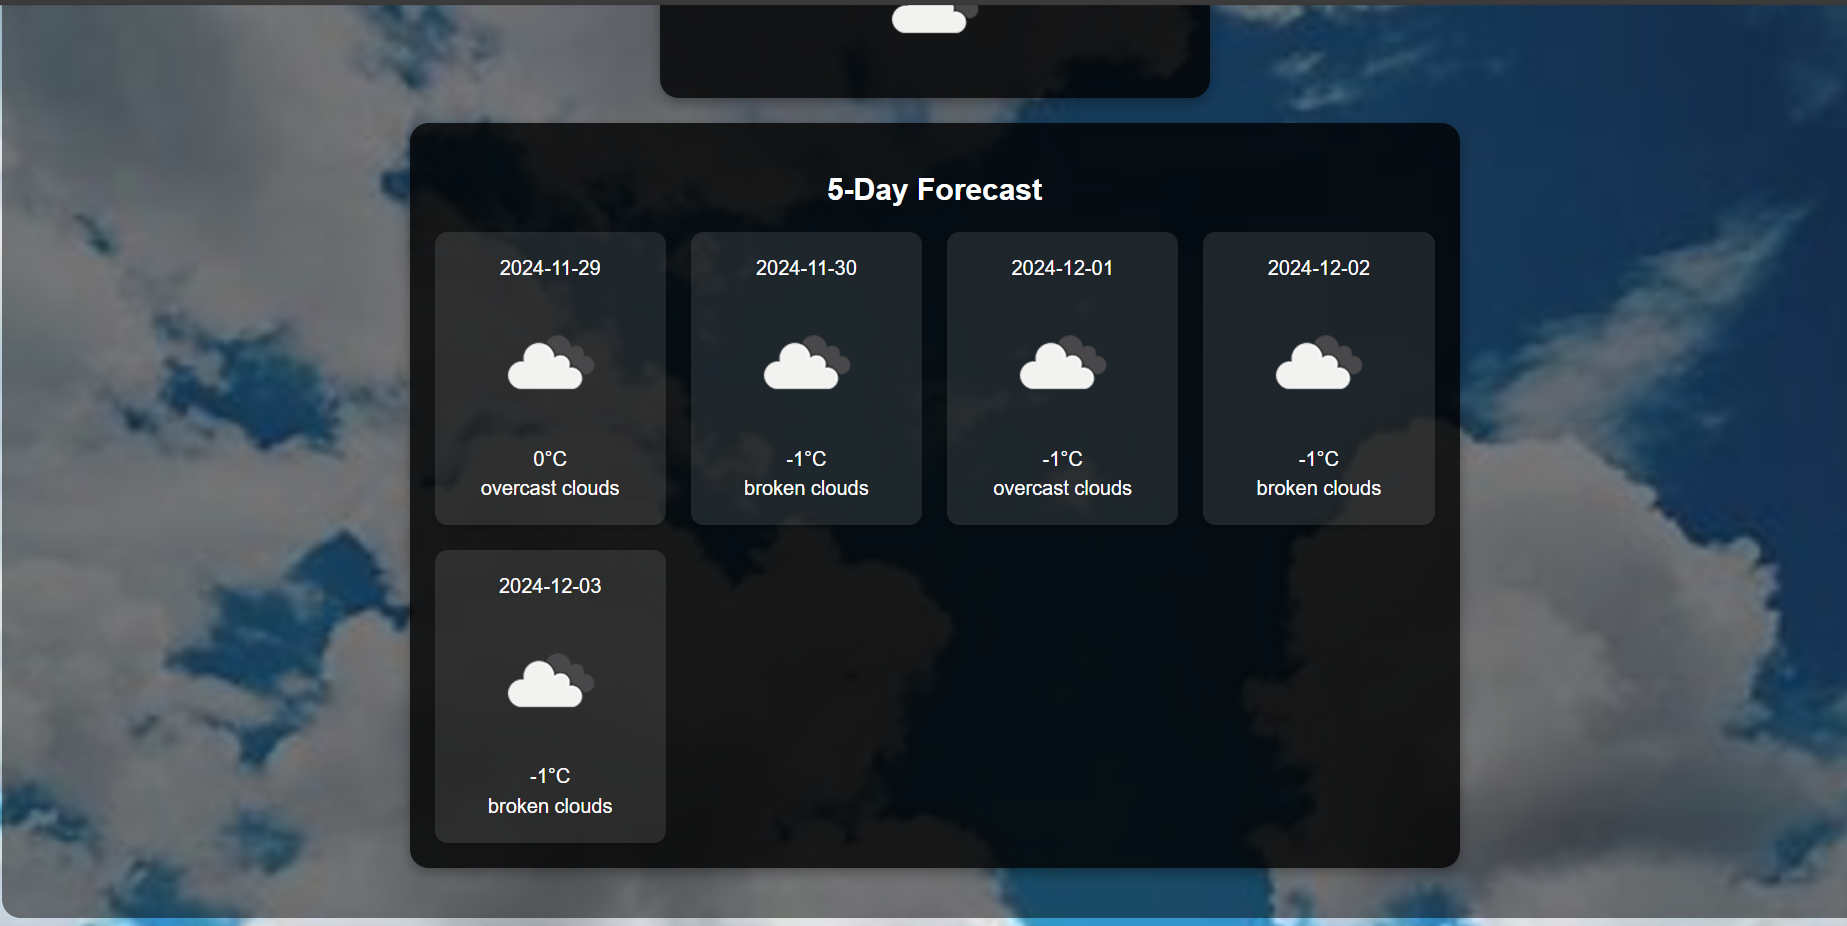 5-Day Forecast
2024-11-29
2024-11-30
2024-12-01
2024-12-02
0°C
-1°C
-1°C
-1°C
overcast clouds
broken clouds
overcast clouds
broken clouds
2024-12-03
-1°C
broken clouds